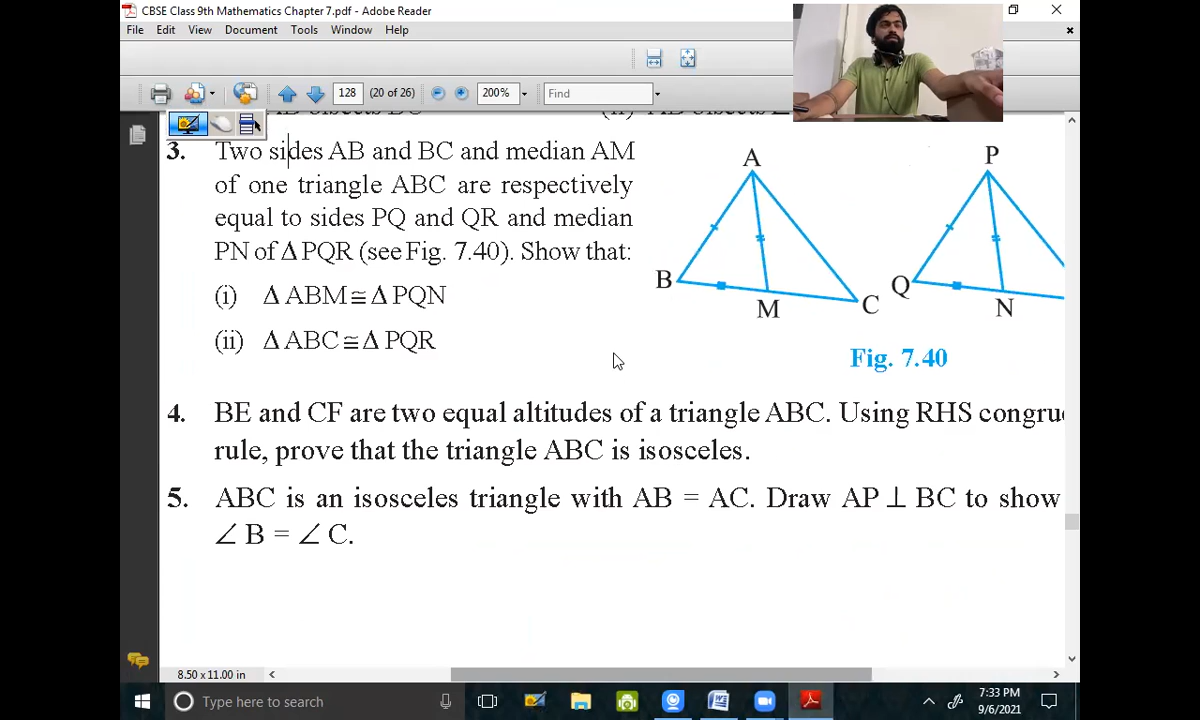 CBSE Class 9th Mathematics Chapter 7.pdf - Adobe Reader
File Edit View Document Tools Window Help
128 (20 of 26) 200% Find
3. Two sides AB and BC and median AM
of one triangle ABC are respectively
equal to sides PQ and QR and median
PN of Δ PQR (see Fig. 7.40). Show that:
(i) Δ ABM ≅ Δ PQN
(ii) Δ ABC ≅ Δ PQR
A
B
M
C
P
Q
N
Fig. 7.40
4. BE and CF are two equal altitudes of a triangle ABC. Using RHS congru
rule, prove that the triangle ABC is isosceles.
5. ABC is an isosceles triangle with AB = AC. Draw AP ⊥ BC to show
∠ B = ∠ C.
8.50 x 11.00 in
Type here to search
7:33 PM
9/6/2021